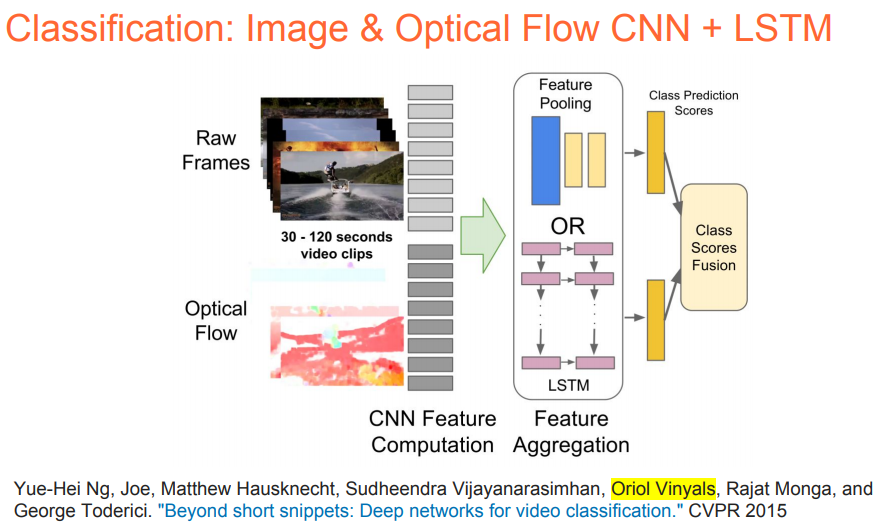 Classification: Image & Optical Flow CNN + LSTM
Raw
Frames
30 - 120 seconds
video clips
Optical
Flow
CNN Feature
Computation
Feature
Pooling
OR
LSTM
Feature
Aggregation
Class Prediction
Scores
Class
Scores
Fusion
Yue-Hei Ng, Joe, Matthew Hausknecht, Sudheendra Vijayanarasimhan, Oriol Vinyals, Rajat Monga, and
George Toderici. "Beyond short snippets: Deep networks for video classification." CVPR 2015